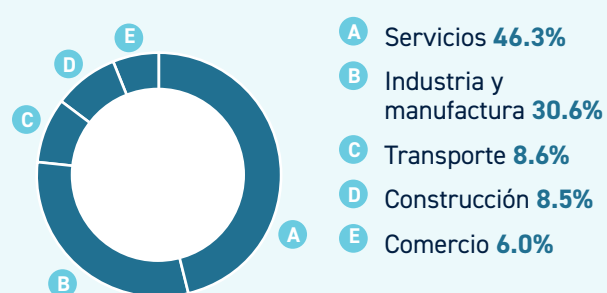 E
D
C
B
A
A Servicios 46.3%
B Industria y
manufactura 30.6%
C Transporte 8.6%
D Construcción 8.5%
E Comercio 6.0%